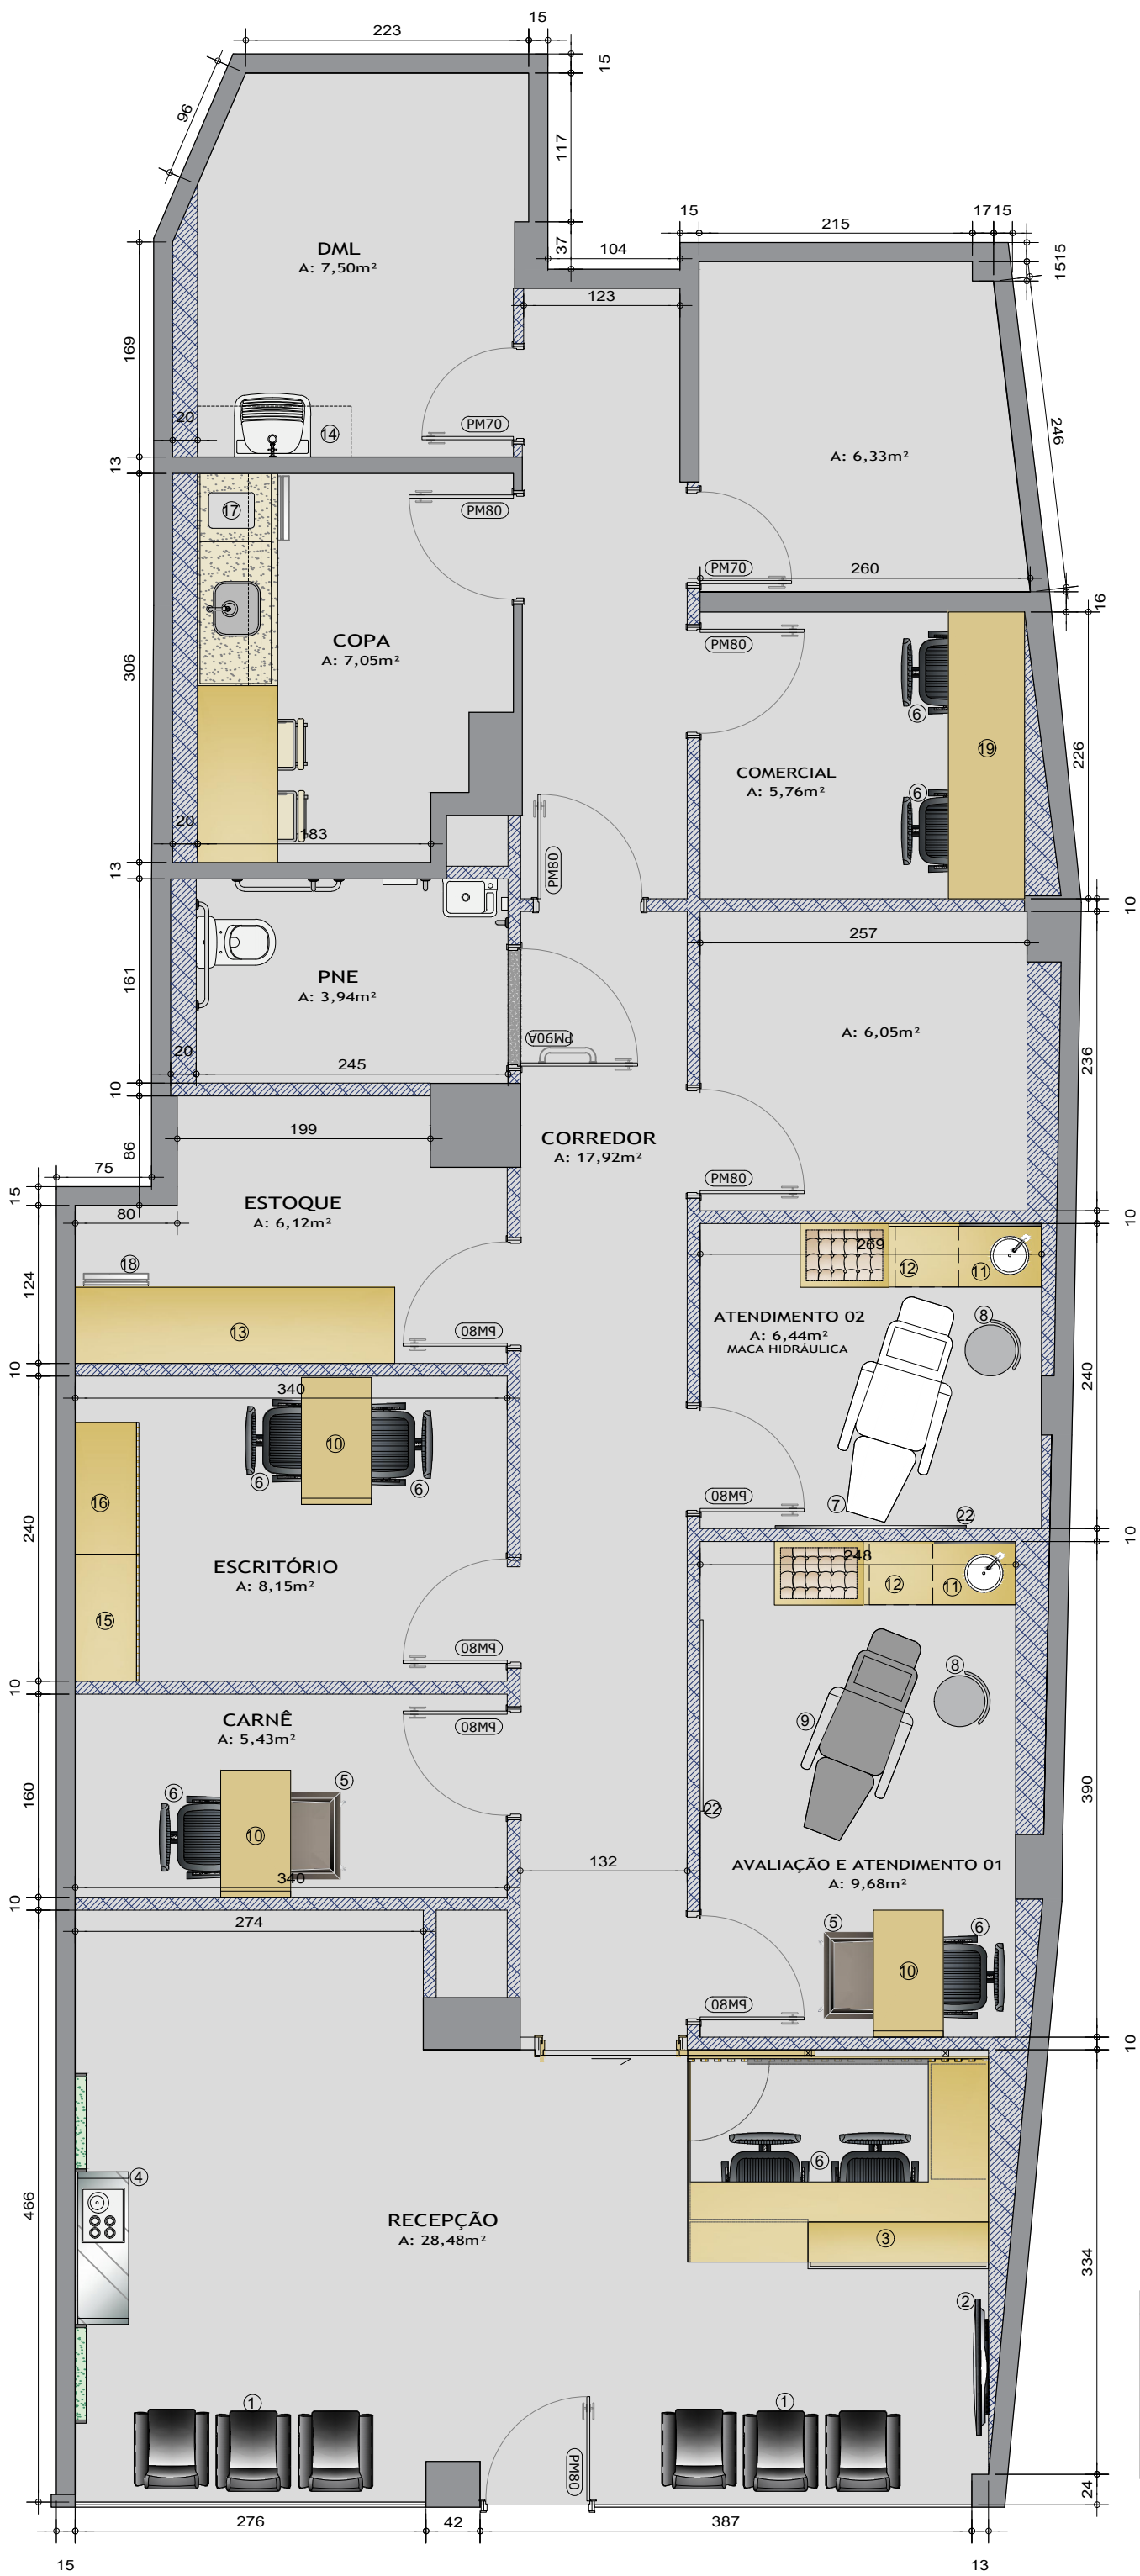 223
15
15
96
117
37
104
15
215
17 15
15 15
DML
A: 7,50m²
123
169
246
20
14
PM70
A: 6,33m²
13
17
PM80
PM70
260
16
306
COPA
A: 7,05m²
PM80
6
19
226
COMERCIAL
A: 5,76m²
6
20
183
PM80
13
10
257
161
PNE
A: 3,94m²
A: 6,05m²
PM90A
236
20
245
10
199
86
CORREDOR
A: 17,92m²
75
PM80
15
80
ESTOQUE
A: 6,12m²
10
269
12
11
18
124
13
PM80
ATENDIMENTO 02
A: 6,44m²
MACA HIDRÁULICA
8
240
10
340
10
6
6
16
PM80
7
22
10
240
248
12
11
ESCRITÓRIO
A: 8,15m²
15
PM80
8
10
CARNÊ
A: 5,43m²
PM80
9
160
6
5
10
22
390
340
132
AVALIAÇÃO E ATENDIMENTO 01
A: 9,68m²
10
274
5
6
10
PM80
10
6
4
466
RECEPÇÃO
A: 28,48m²
3
334
2
1
1
PM80
24
276
42
387
15
13